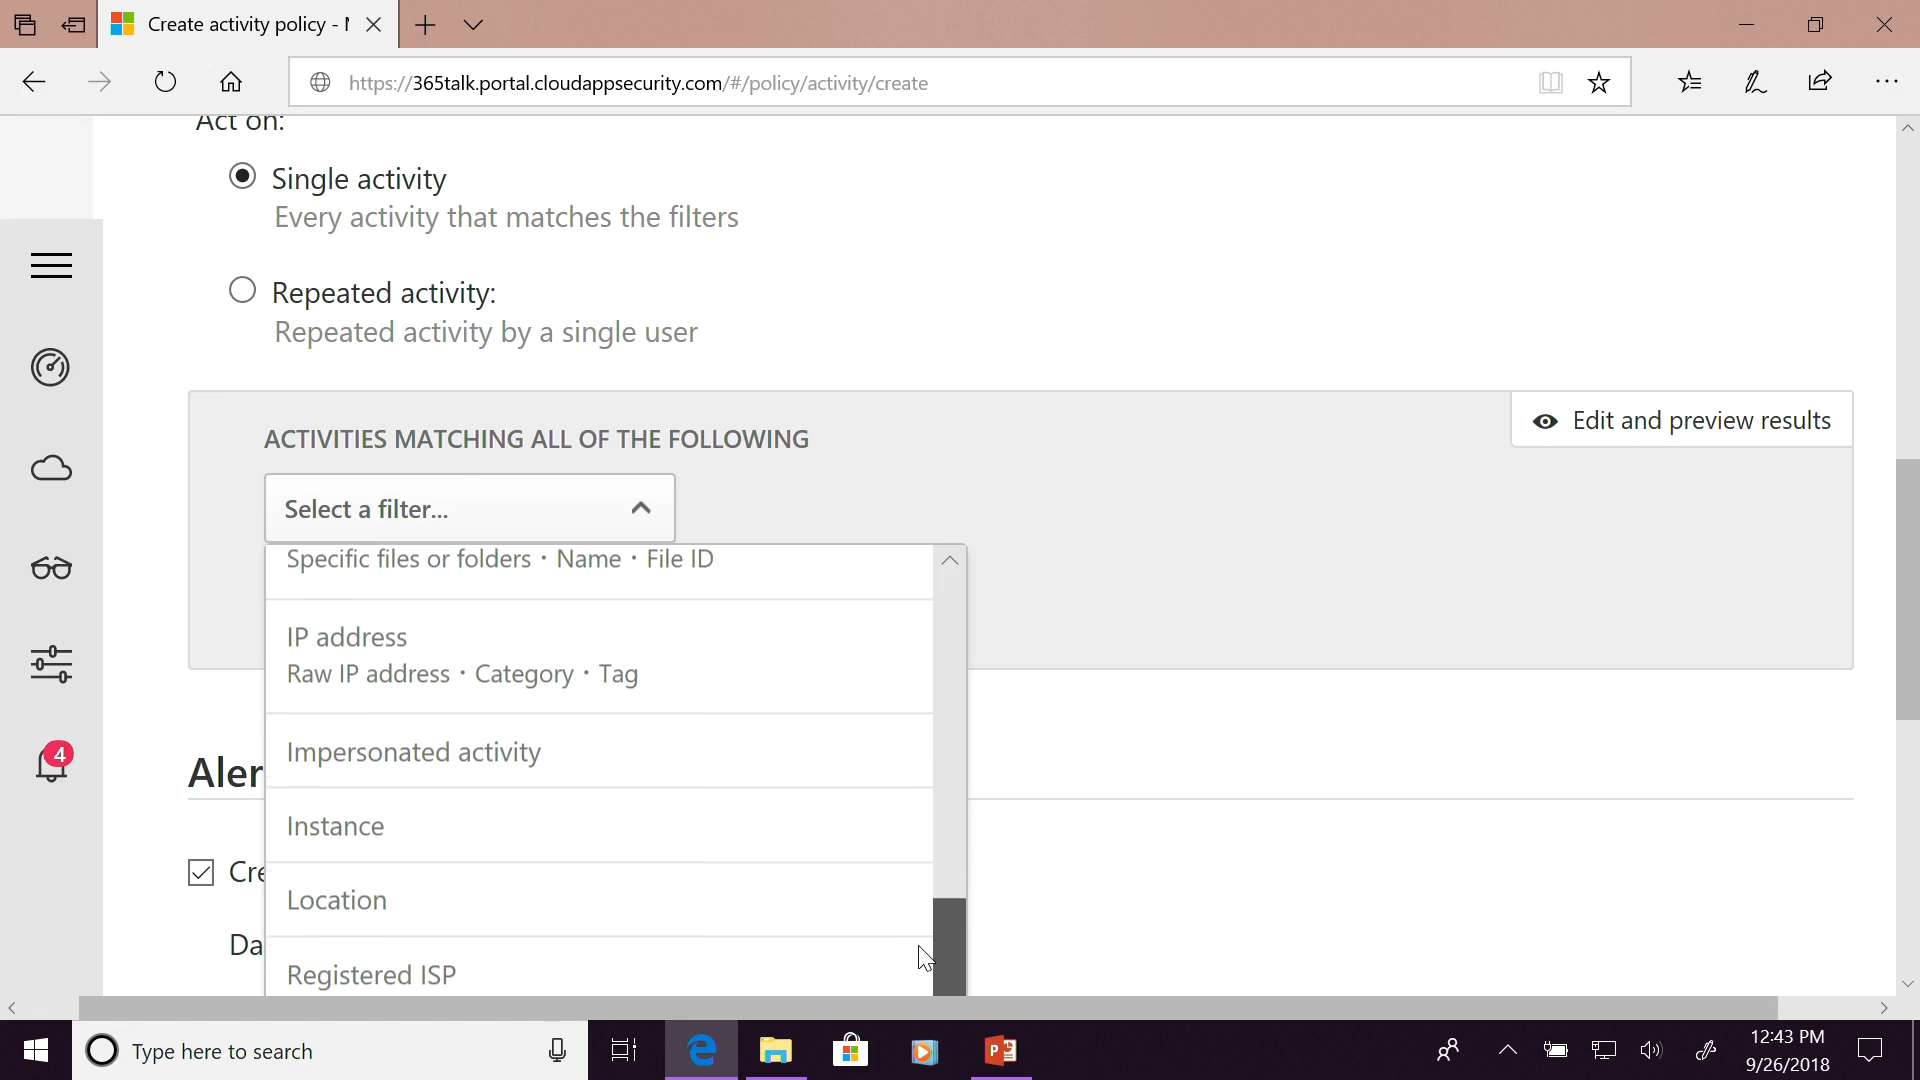 Create activity policy - M
https://365talk.portal.cloudappsecurity.com/#/policy/activity/create
Act on:
Single activity
Every activity that matches the filters
Repeated activity:
Repeated activity by a single user
Edit and preview results
ACTIVITIES MATCHING ALL OF THE FOLLOWING
Select a filter...
Specific files or folders • Name • File ID
IP address
Raw IP address • Category • Tag
Impersonated activity
4
Aler
Instance
Cre
Location
Da
Registered ISP
Type here to search
12:43 PM
9/26/2018